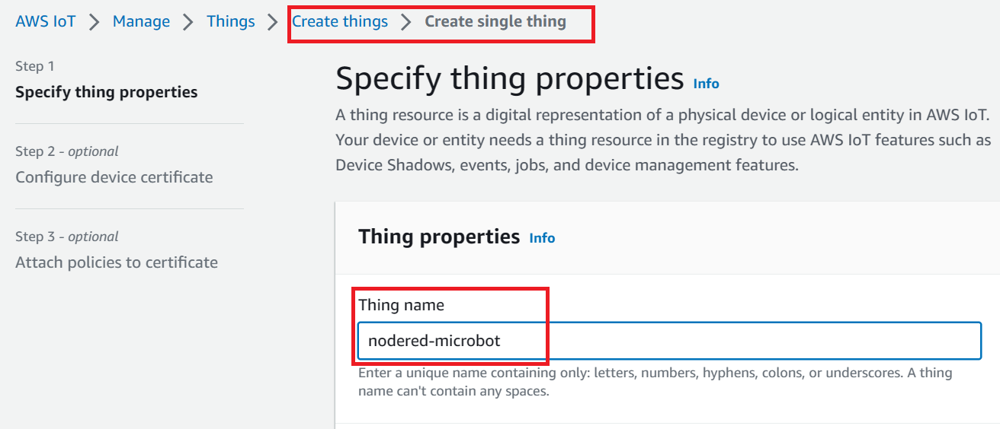 AWS IoT > Manage > Things > Create things > Create single thing
Step 1
Specify thing properties
Step 2 - optional
Configure device certificate
Step 3 - optional
Attach policies to certificate
Specify thing properties Info
A thing resource is a digital representation of a physical device or logical entity in AWS IoT.
Your device or entity needs a thing resource in the registry to use AWS IoT features such as
Device Shadows, events, jobs, and device management features.
Thing properties Info
Thing name
nodered-microbot
Enter a unique name containing only: letters, numbers, hyphens, colons, or underscores. A thing
name can't contain any spaces.